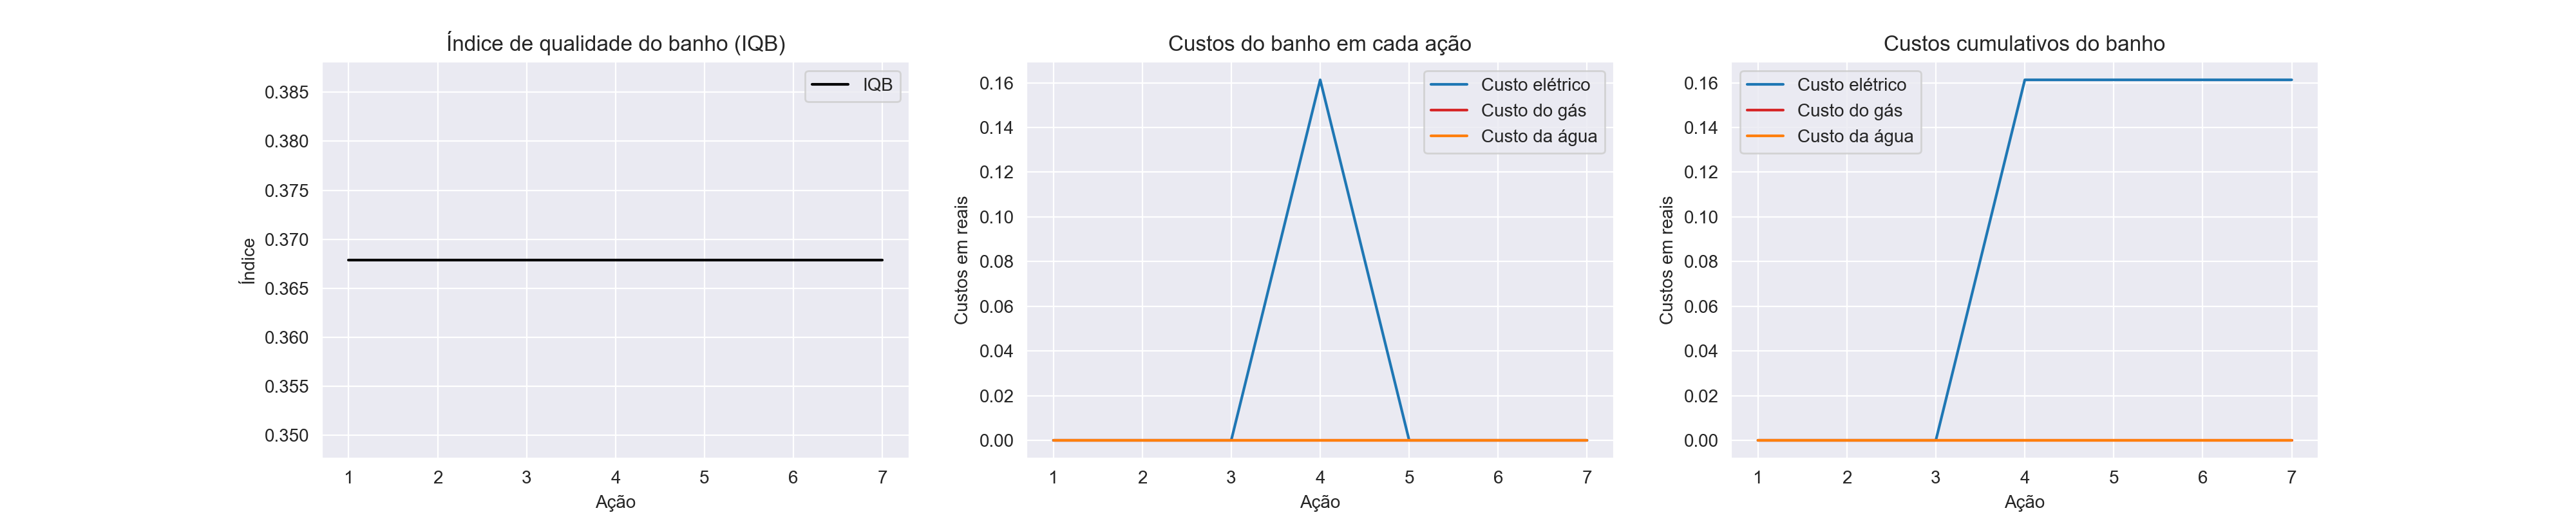 Índice de qualidade do banho (IQB)
IQB
0.385
0.380
0.375
0.370
0.365
0.360
0.355
0.350
Índice
1 2 3 4 5 6 7
Ação
Custos do banho em cada ação
Custo elétrico
Custo do gás
Custo da água
0.16
0.14
0.12
0.10
0.08
0.06
0.04
0.02
0.00
Custos em reais
1 2 3 4 5 6 7
Ação
Custos cumulativos do banho
Custo elétrico
Custo do gás
Custo da água
0.16
0.14
0.12
0.10
0.08
0.06
0.04
0.02
0.00
Custos em reais
1 2 3 4 5 6 7
Ação